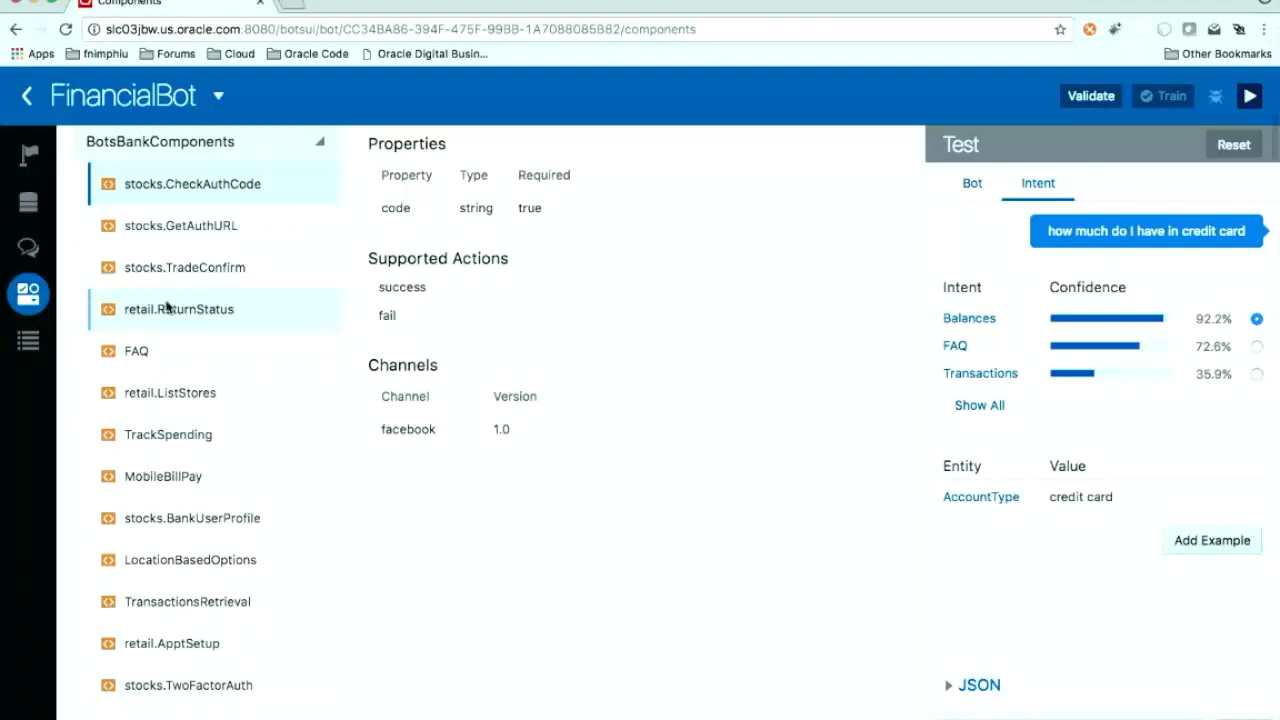 Components
slc03jbw.us.oracle.com:8080/botsui/bot/CC34BA86-394F-475F-99BB-1A7088085B82/components
Apps fnimphiu Forums Cloud Oracle Code Oracle Digital Busin... Other Bookmarks
FinancialBot Validate Train
BotsBankComponents
stocks.CheckAuthCode
stocks.GetAuthURL
stocks.TradeConfirm
retail.ReturnStatus
FAQ
retail.ListStores
TrackSpending
MobileBillPay
stocks.BankUserProfile
LocationBasedOptions
TransactionsRetrieval
retail.ApptSetup
stocks.TwoFactorAuth
Properties
Property Type Required
code string true
Supported Actions
success
fail
Channels
Channel Version
facebook 1.0
Test Reset
Bot Intent
how much do I have in credit card
Intent Confidence
Balances 92.2%
FAQ 72.6%
Transactions 35.9%
Show All
Entity Value
AccountType credit card
Add Example
JSON